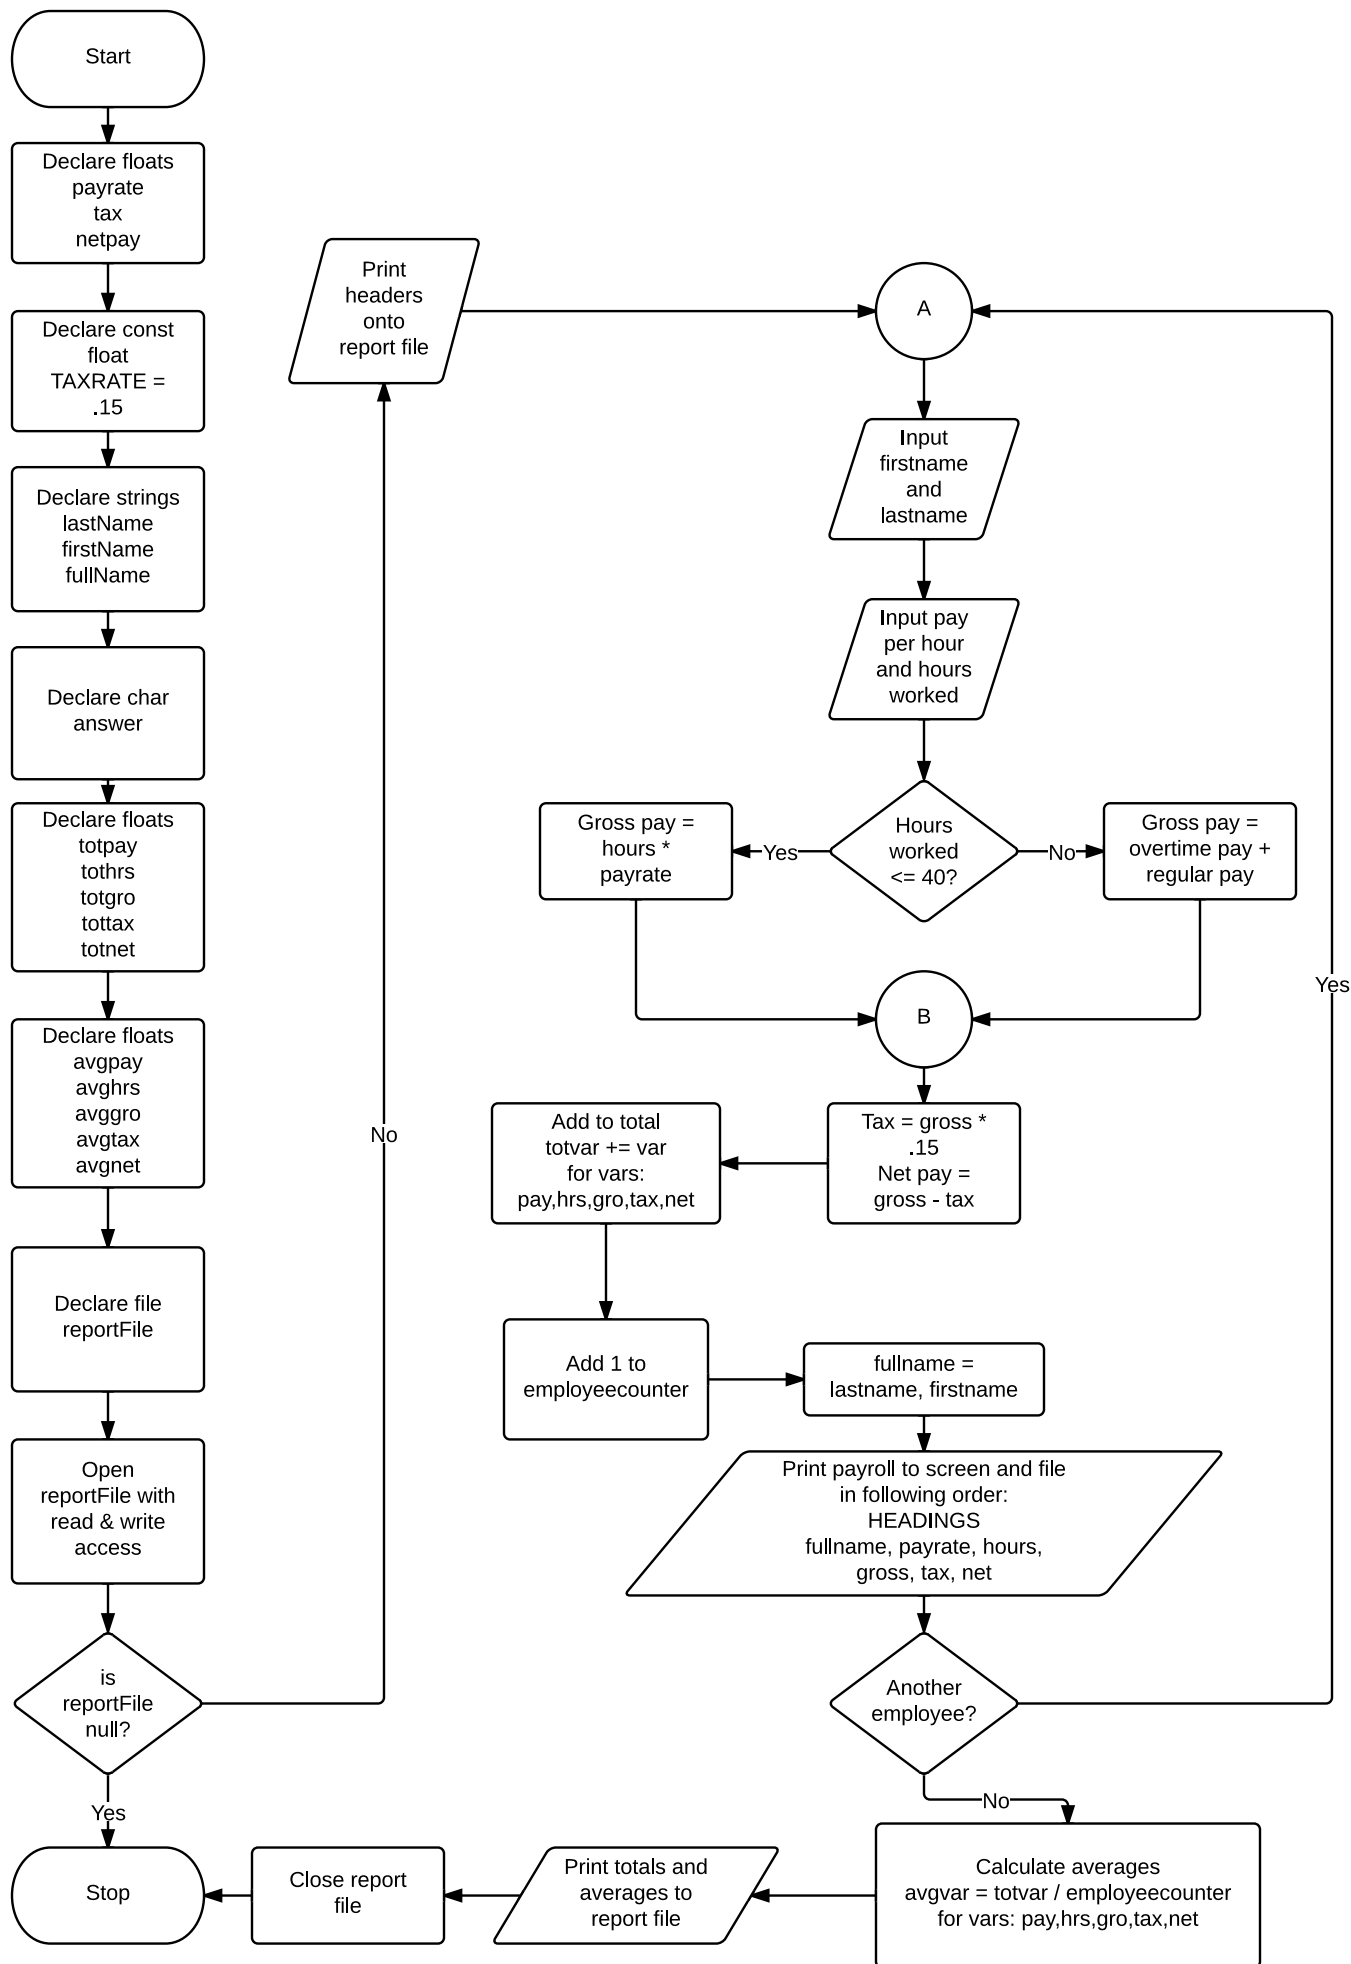 Start
Declare floats
payrate
tax
netpay
Declare const
float
TAXRATE =
.15
Declare strings
lastName
firstName
fullName
Declare char
answer
Declare floats
totpay
tothrs
totgro
tottax
totnet
Declare floats
avgpay
avghrs
avggro
avgtax
avgnet
Declare file
reportFile
Open
reportFile with
read & write
access
is
reportFile
null?
Yes
Stop
No
Print
headers
onto
report file
A
Input
firstname
and
lastname
Input pay
per hour
and hours
worked
Hours
worked
<= 40?
Yes
Gross pay =
hours *
payrate
No
Gross pay =
overtime pay +
regular pay
B
Tax = gross *
.15
Net pay =
gross - tax
Add to total
totvar += var
for vars:
pay,hrs,gro,tax,net
Add 1 to
employeecounter
fullname =
lastname, firstname
Print payroll to screen and file
in following order:
HEADINGS
fullname, payrate, hours,
gross, tax, net
Another
employee?
Yes
No
Calculate averages
avgvar = totvar / employeecounter
for vars: pay,hrs,gro,tax,net
Print totals and
averages to
report file
Close report
file